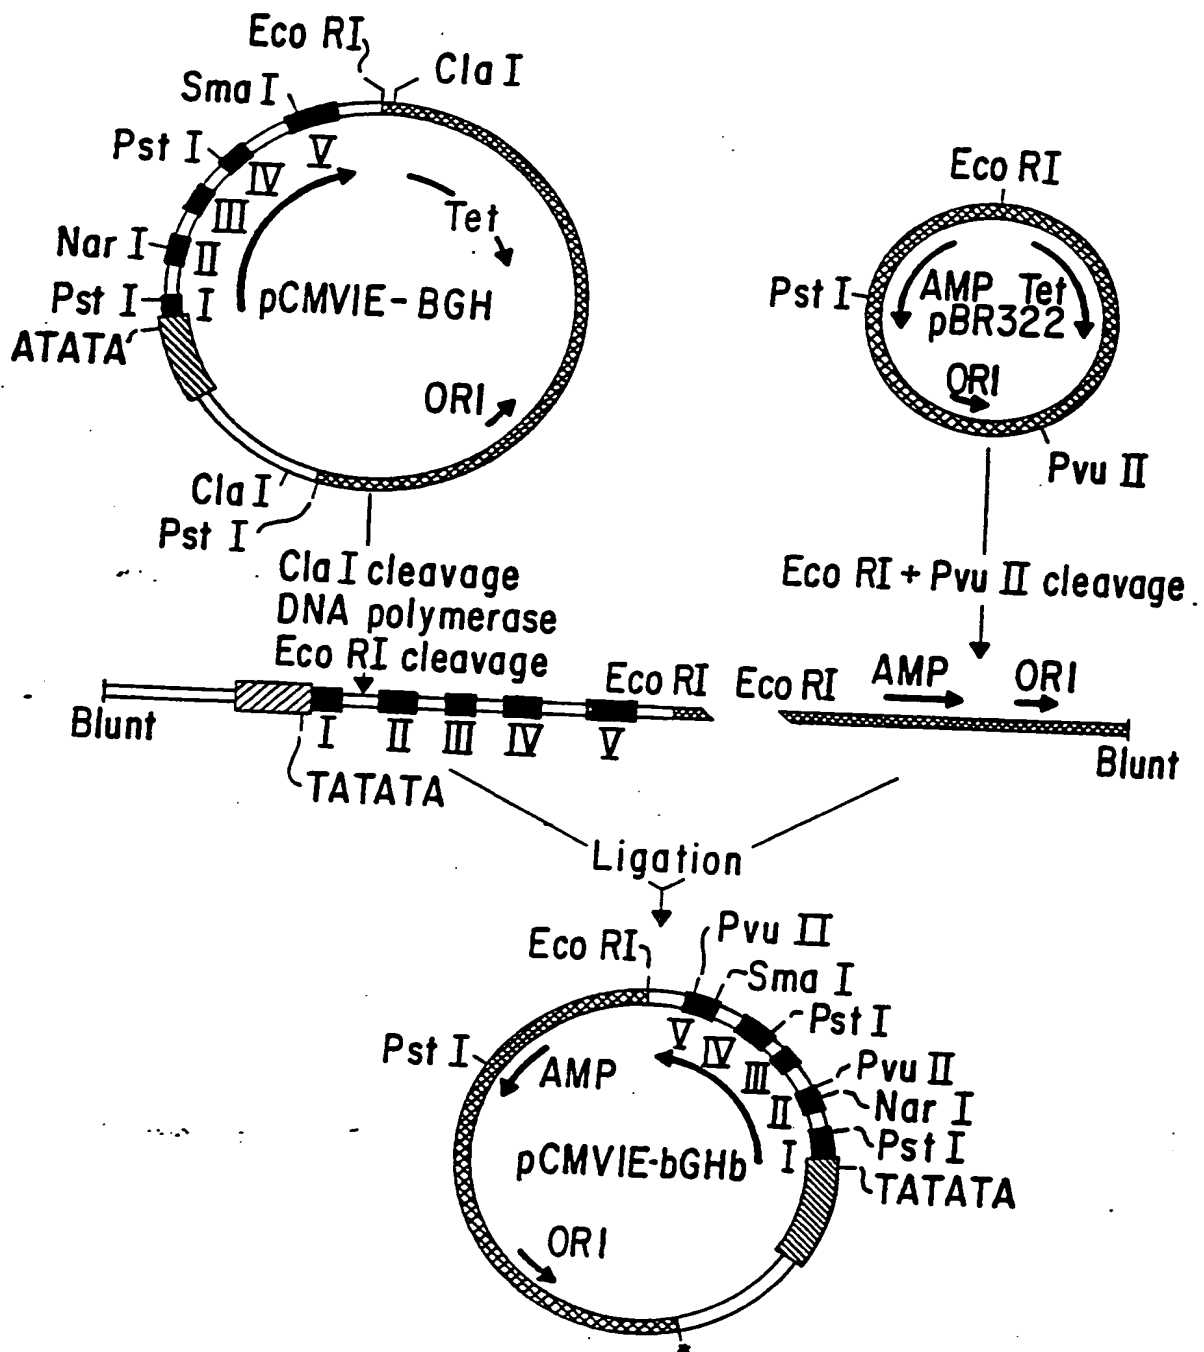 Eco RI
Cla I
Sma I
Pst I
V
IV
III
Tet
Nar I
II
Pst I
I
pCMVIE-BGH
ATATA
ORI
Cla I
Pst I
Eco RI
Pst I
AMP Tet
pBR322
ORI
Pvu II
Cla I cleavage
DNA polymerase
Eco RI cleavage
Eco RI + Pvu II cleavage
Blunt
I II III IV V
Eco RI
TATATA
Eco RI
AMP
ORI
Blunt
Ligation
Eco RI
Pvu II
Sma I
Pst I
V
IV
Pst I
AMP
III
Pvu II
II
Nar I
pCMVIE-bGHb
I
Pst I
TATATA
ORI
*